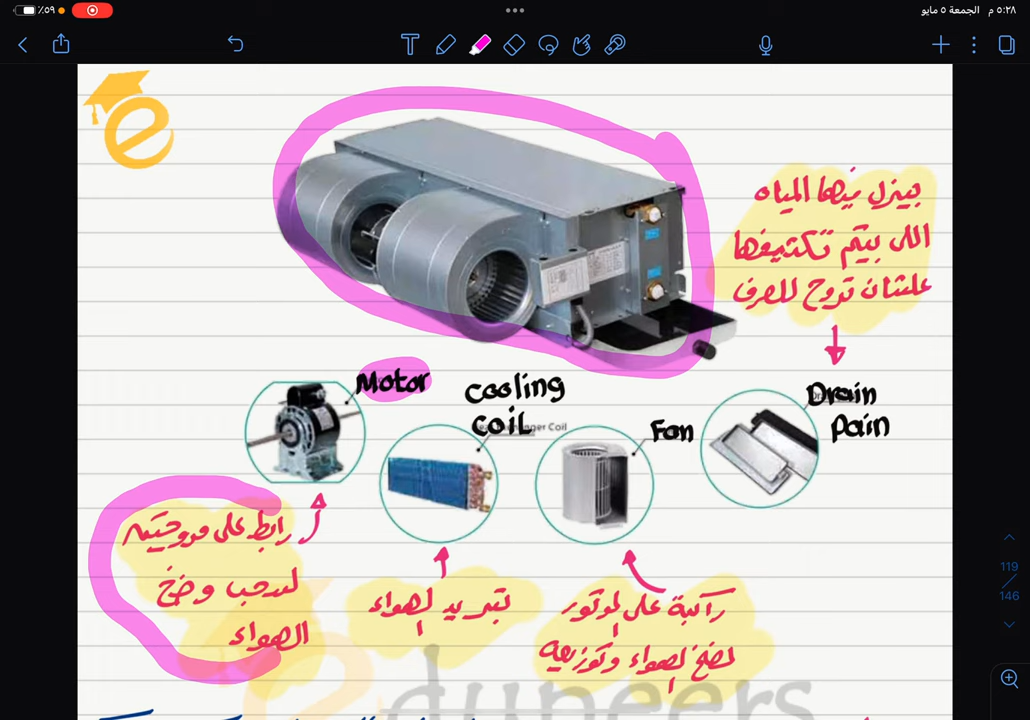 ٥:٢٨ م الجمعة ٥ مايو
٥٩٪
بينزل فيها المياه
اللى بيتم تكثيفها
علشان تروح للصرف
Motor
Cooling
Coil
Fan
Drain
Pain
رابط على مروحتين
لسحب وضخ
الهواء
لتبريد الهواء
راكبة على الموتور
لضخ الهواء وتوزيعه
eduneers
119
146